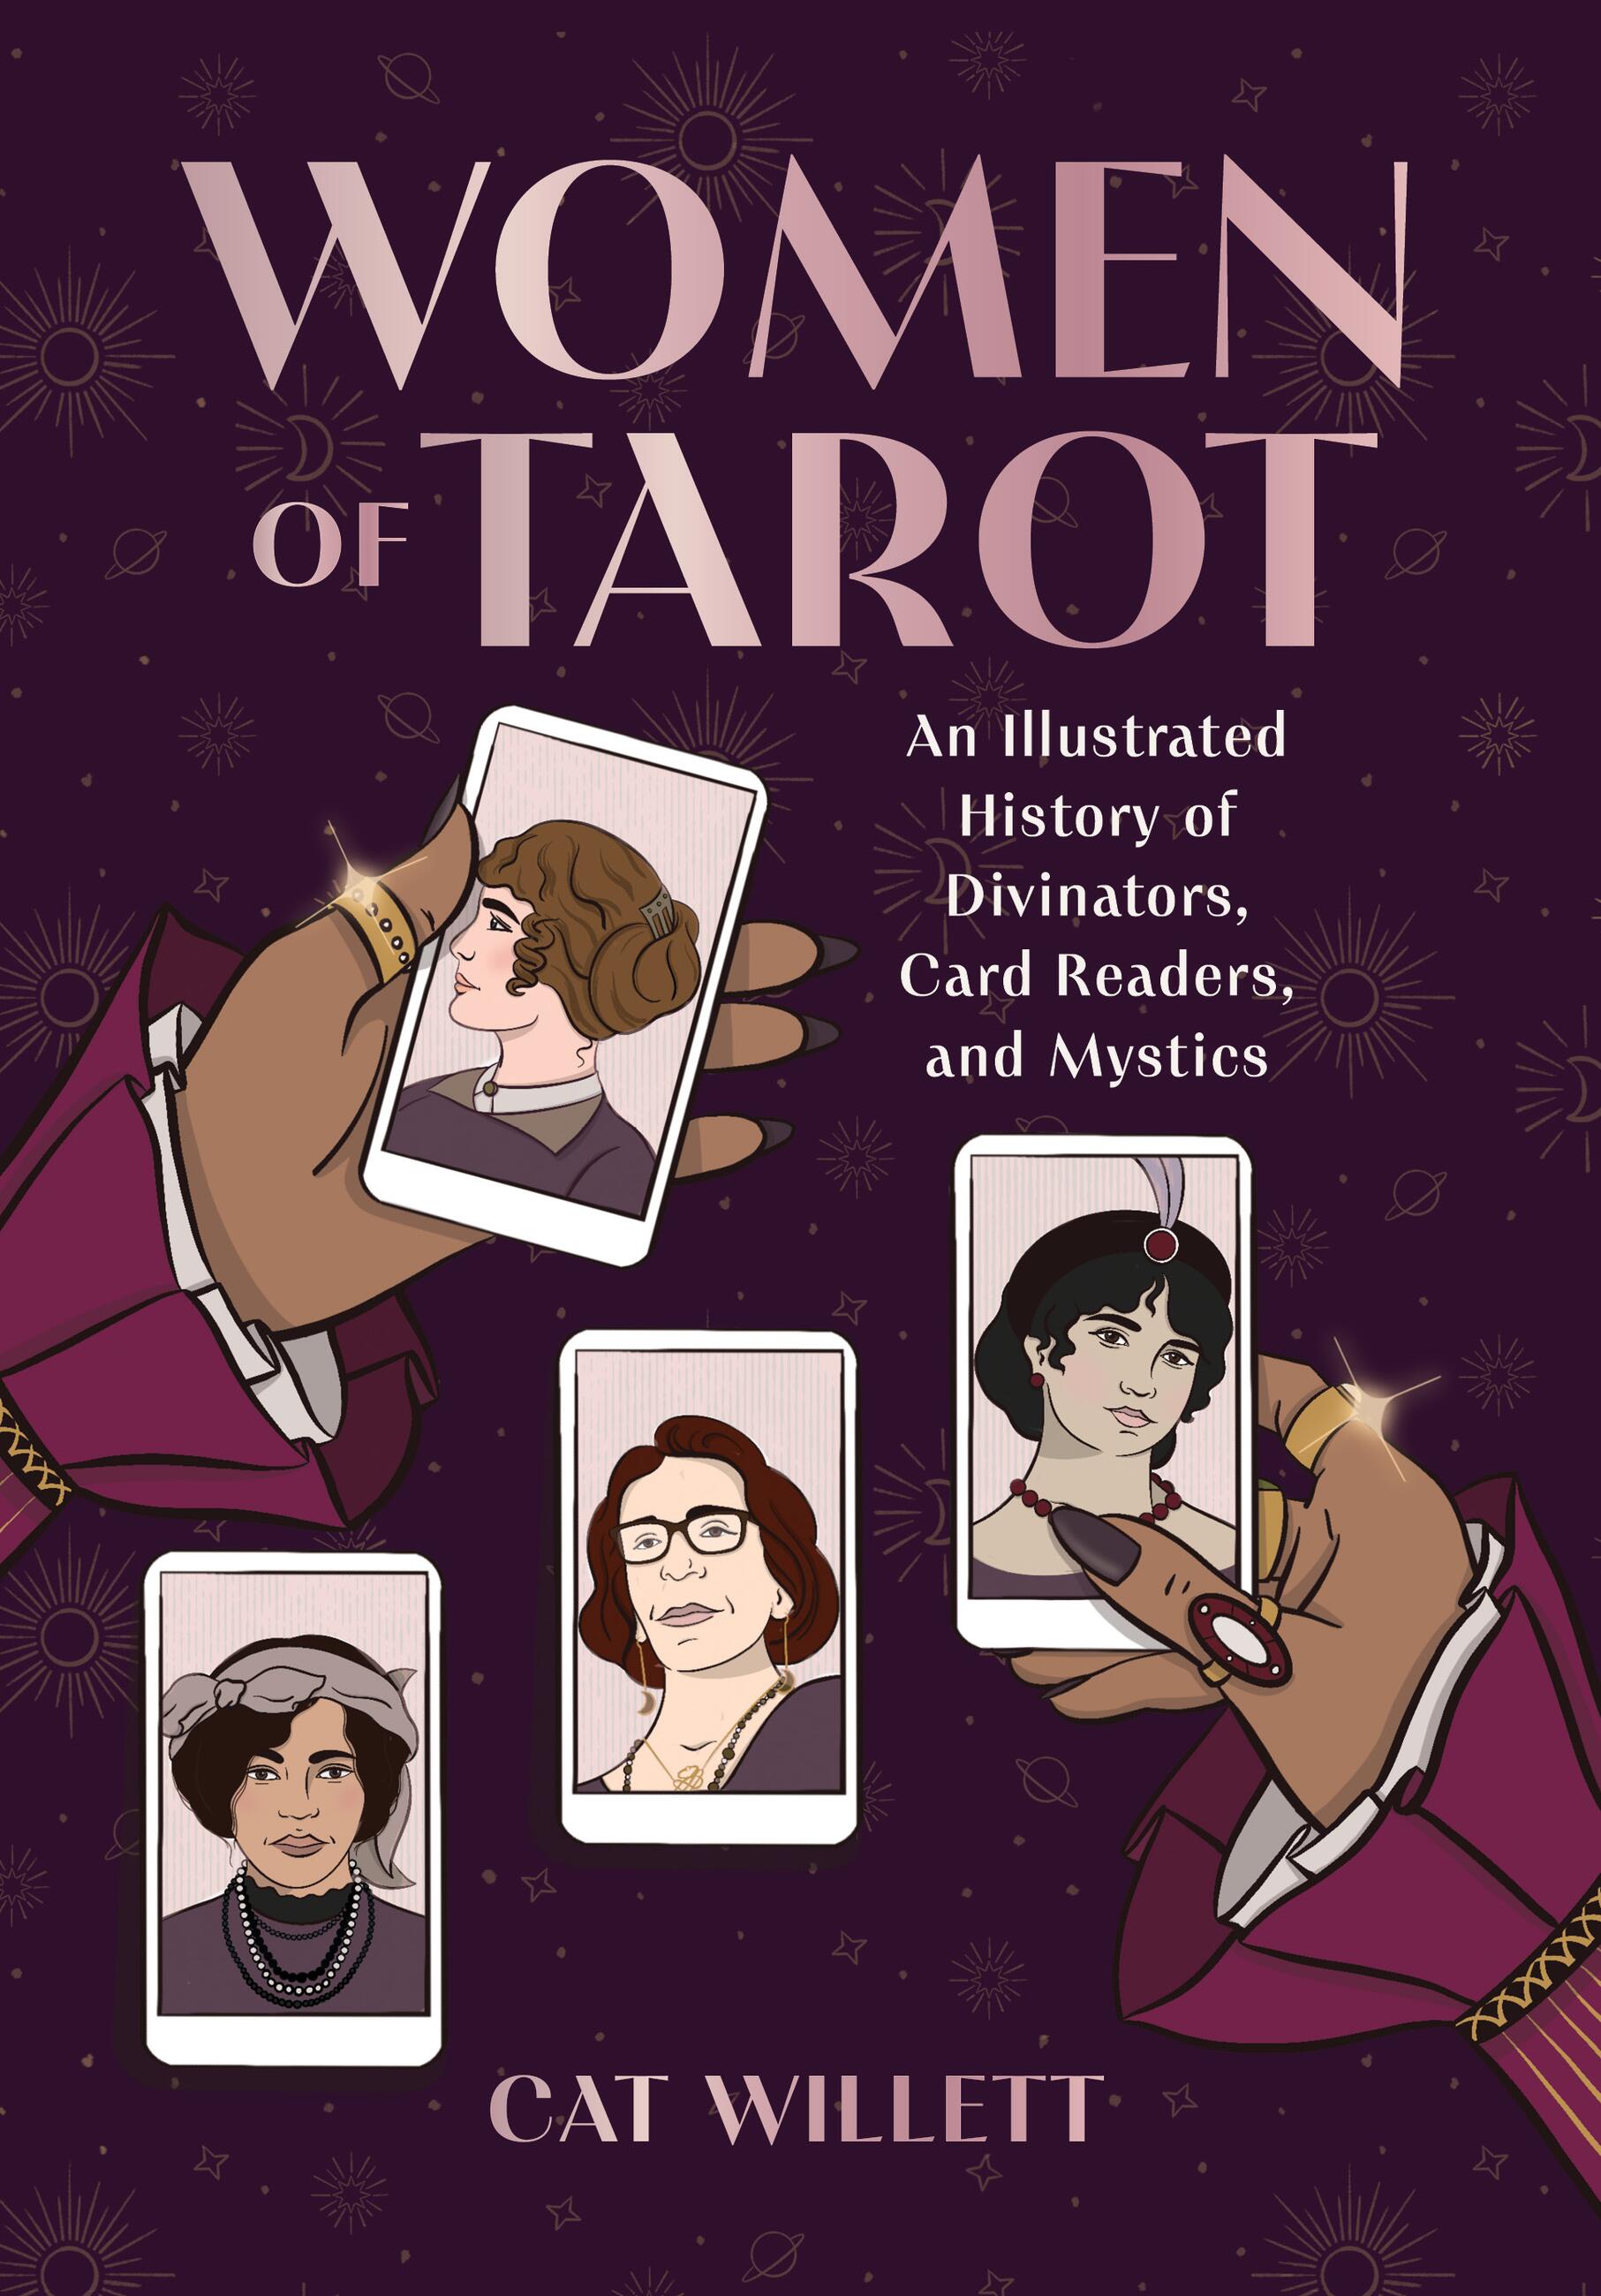 WOMEN
OF TAROT
An Illustrated
History of
Divinators,
Card Readers,
and Mystics
CAT WILLETT